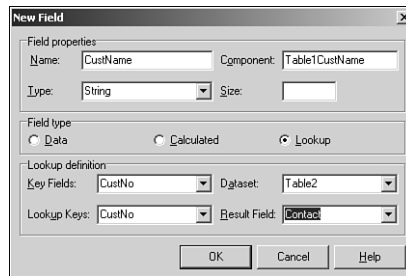 New Field
Field properties
Name: CustName Component: Table1CustName
Type: String Size:
Field type
Data Calculated Lookup
Lookup definition
Key Fields: CustNo Dataset: Table2
Lookup Keys: CustNo Result Field: Contact
OK Cancel Help